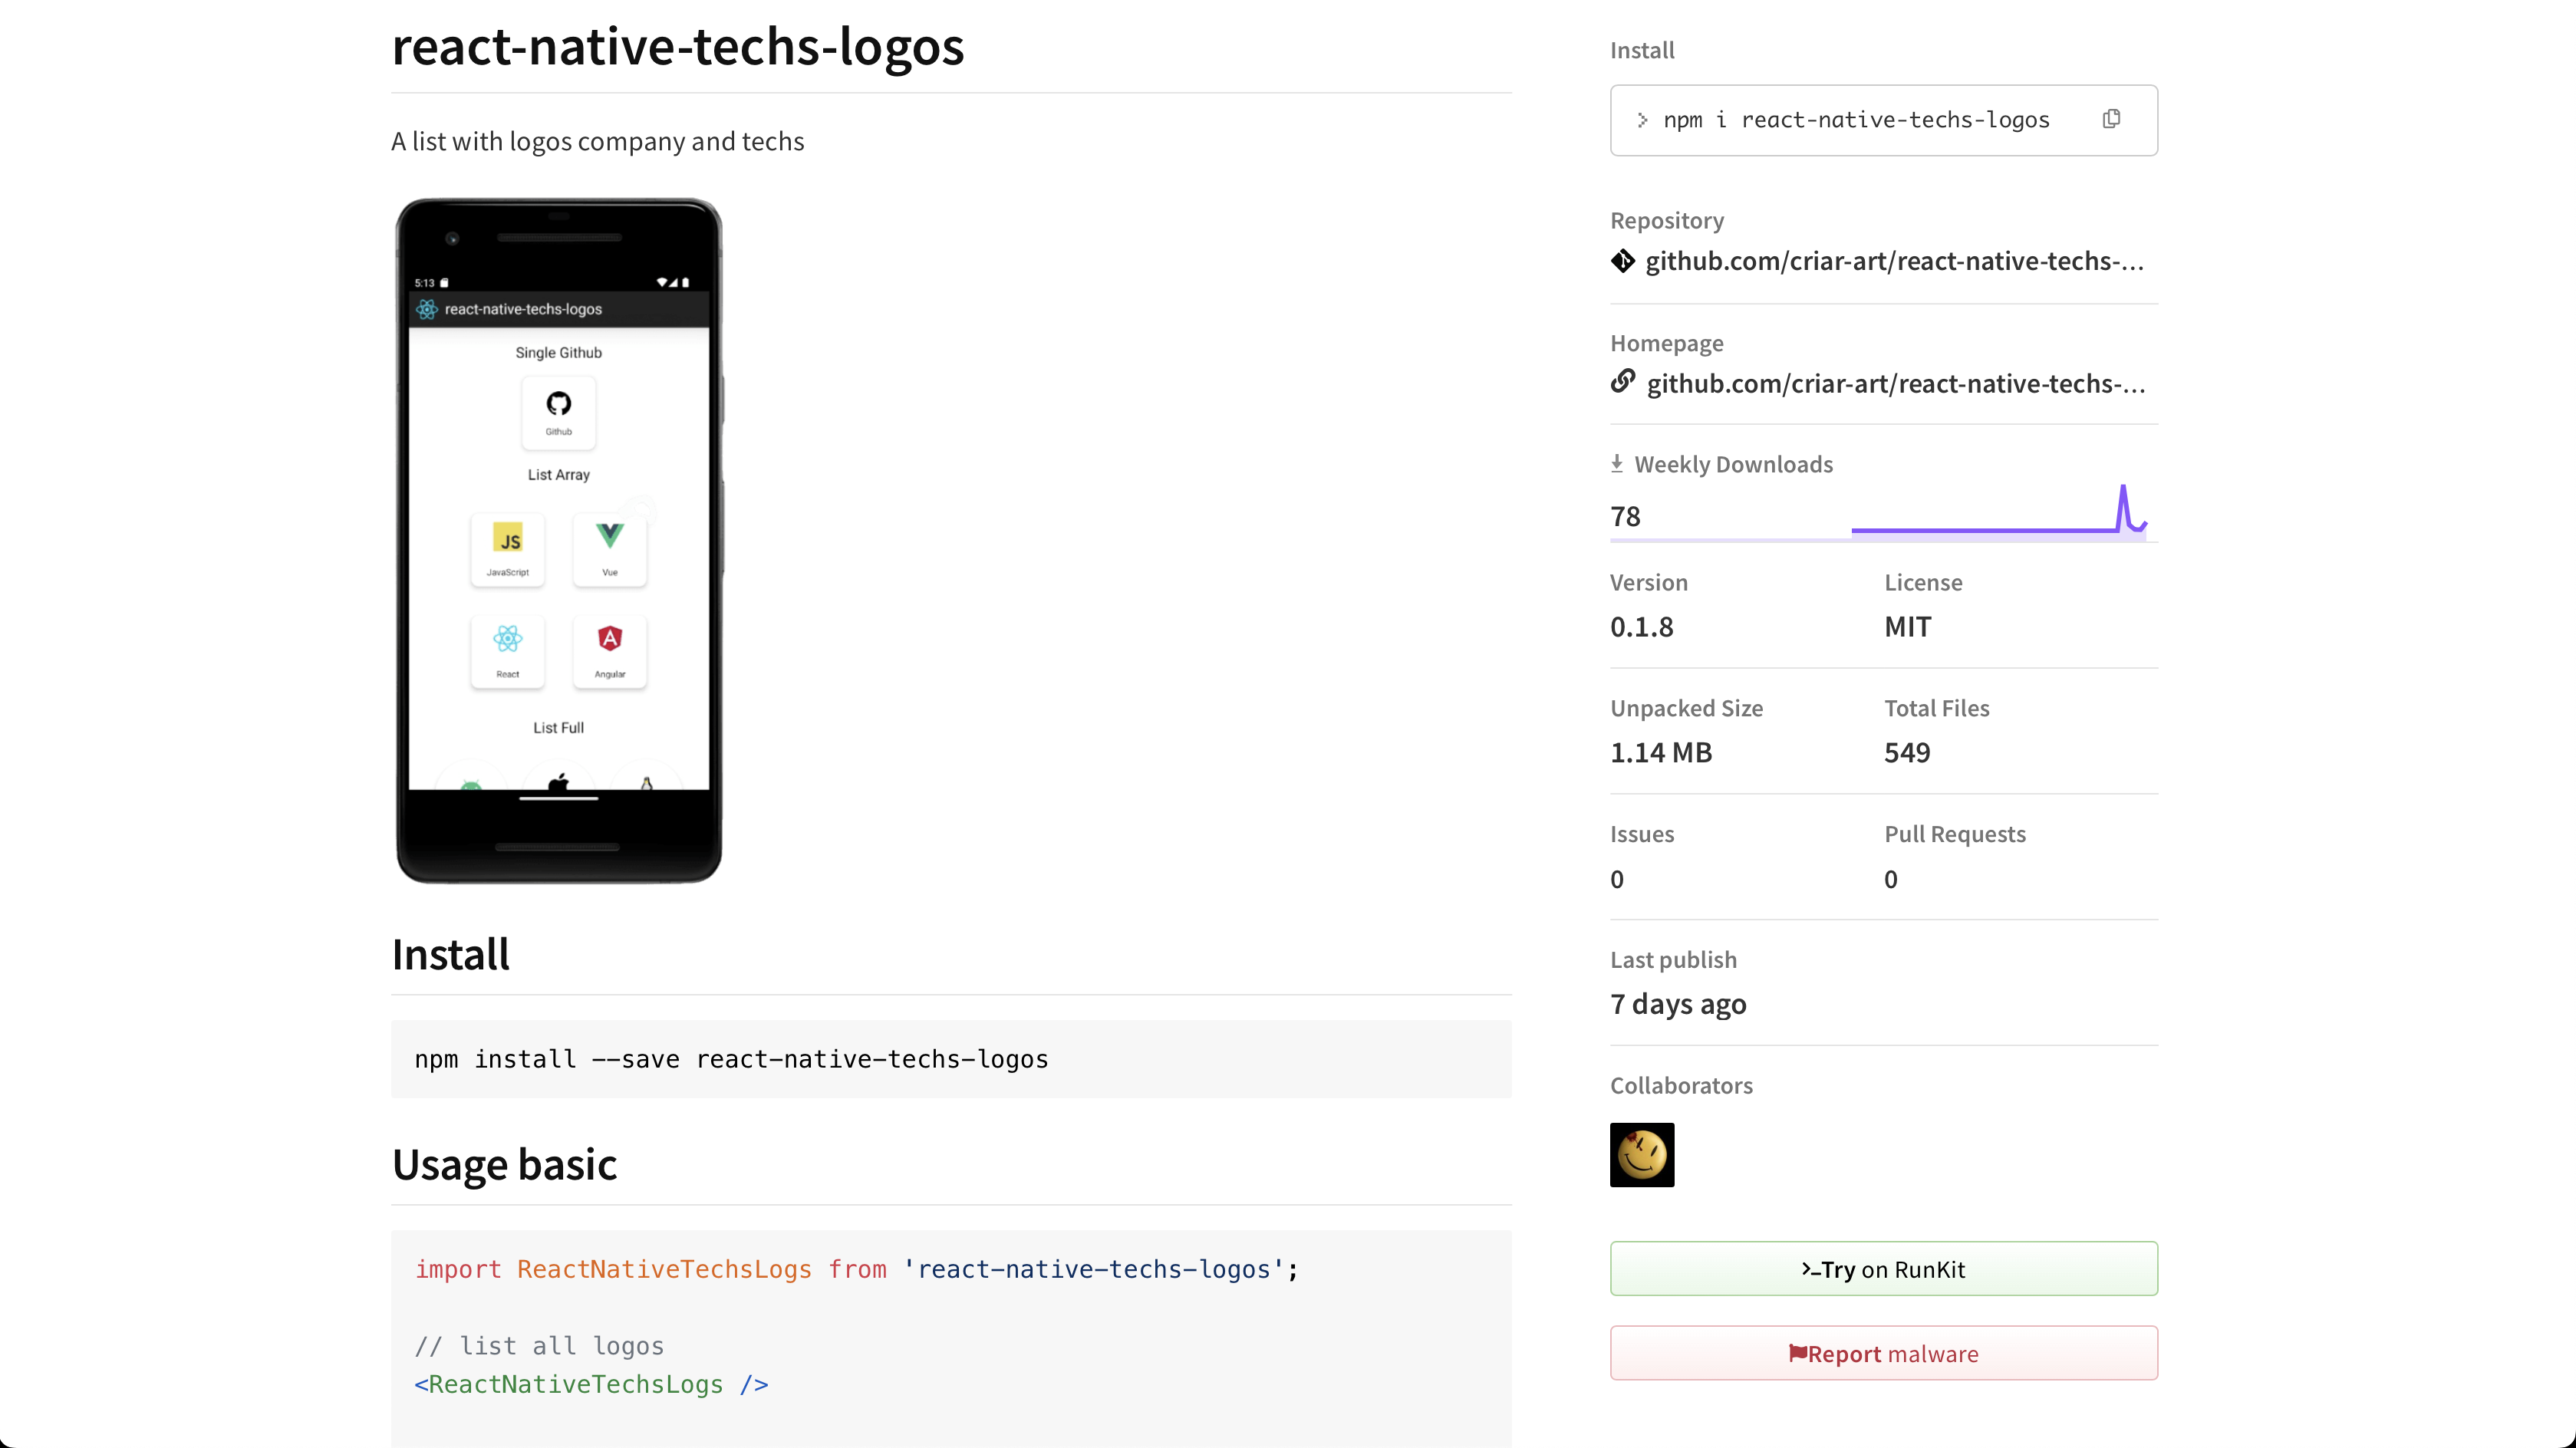 react-native-techs-logos
A list with logos company and techs
5:13
react-native-techs-logos
Single Github
Github
List Array
JS
JavaScript
Vue
React
A
Angular
List Full
Install
npm install --save react-native-techs-logos
Usage basic
import ReactNativeTechsLogs from 'react-native-techs-logos';
// list all logos
<ReactNativeTechsLogs />
Install
> npm i react-native-techs-logos
Repository
github.com/criar-art/react-native-techs-...
Homepage
github.com/criar-art/react-native-techs-...
Weekly Downloads
78
Version
License
0.1.8
MIT
Unpacked Size
Total Files
1.14 MB
549
Issues
Pull Requests
0
0
Last publish
7 days ago
Collaborators
Try on RunKit
Report malware